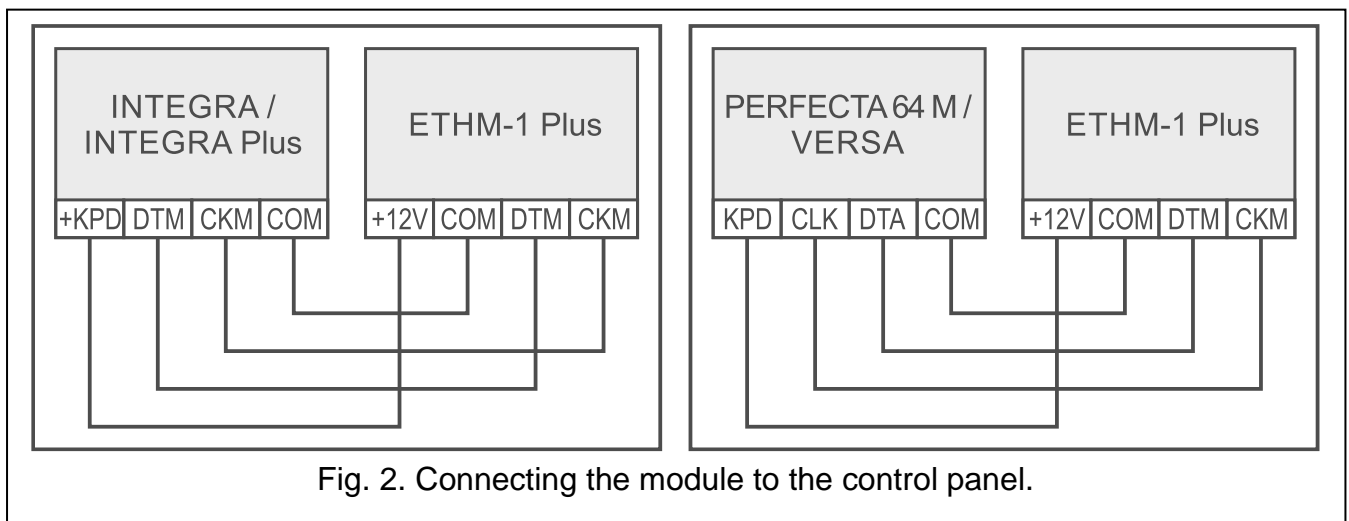 INTEGRA /
INTEGRA Plus
+KPD DTM CKM COM
ETHM-1 Plus
+12V COM DTM CKM
PERFECTA 64 M /
VERSA
KPD CLK DTA COM
ETHM-1 Plus
+12V COM DTM CKM
Fig. 2. Connecting the module to the control panel.